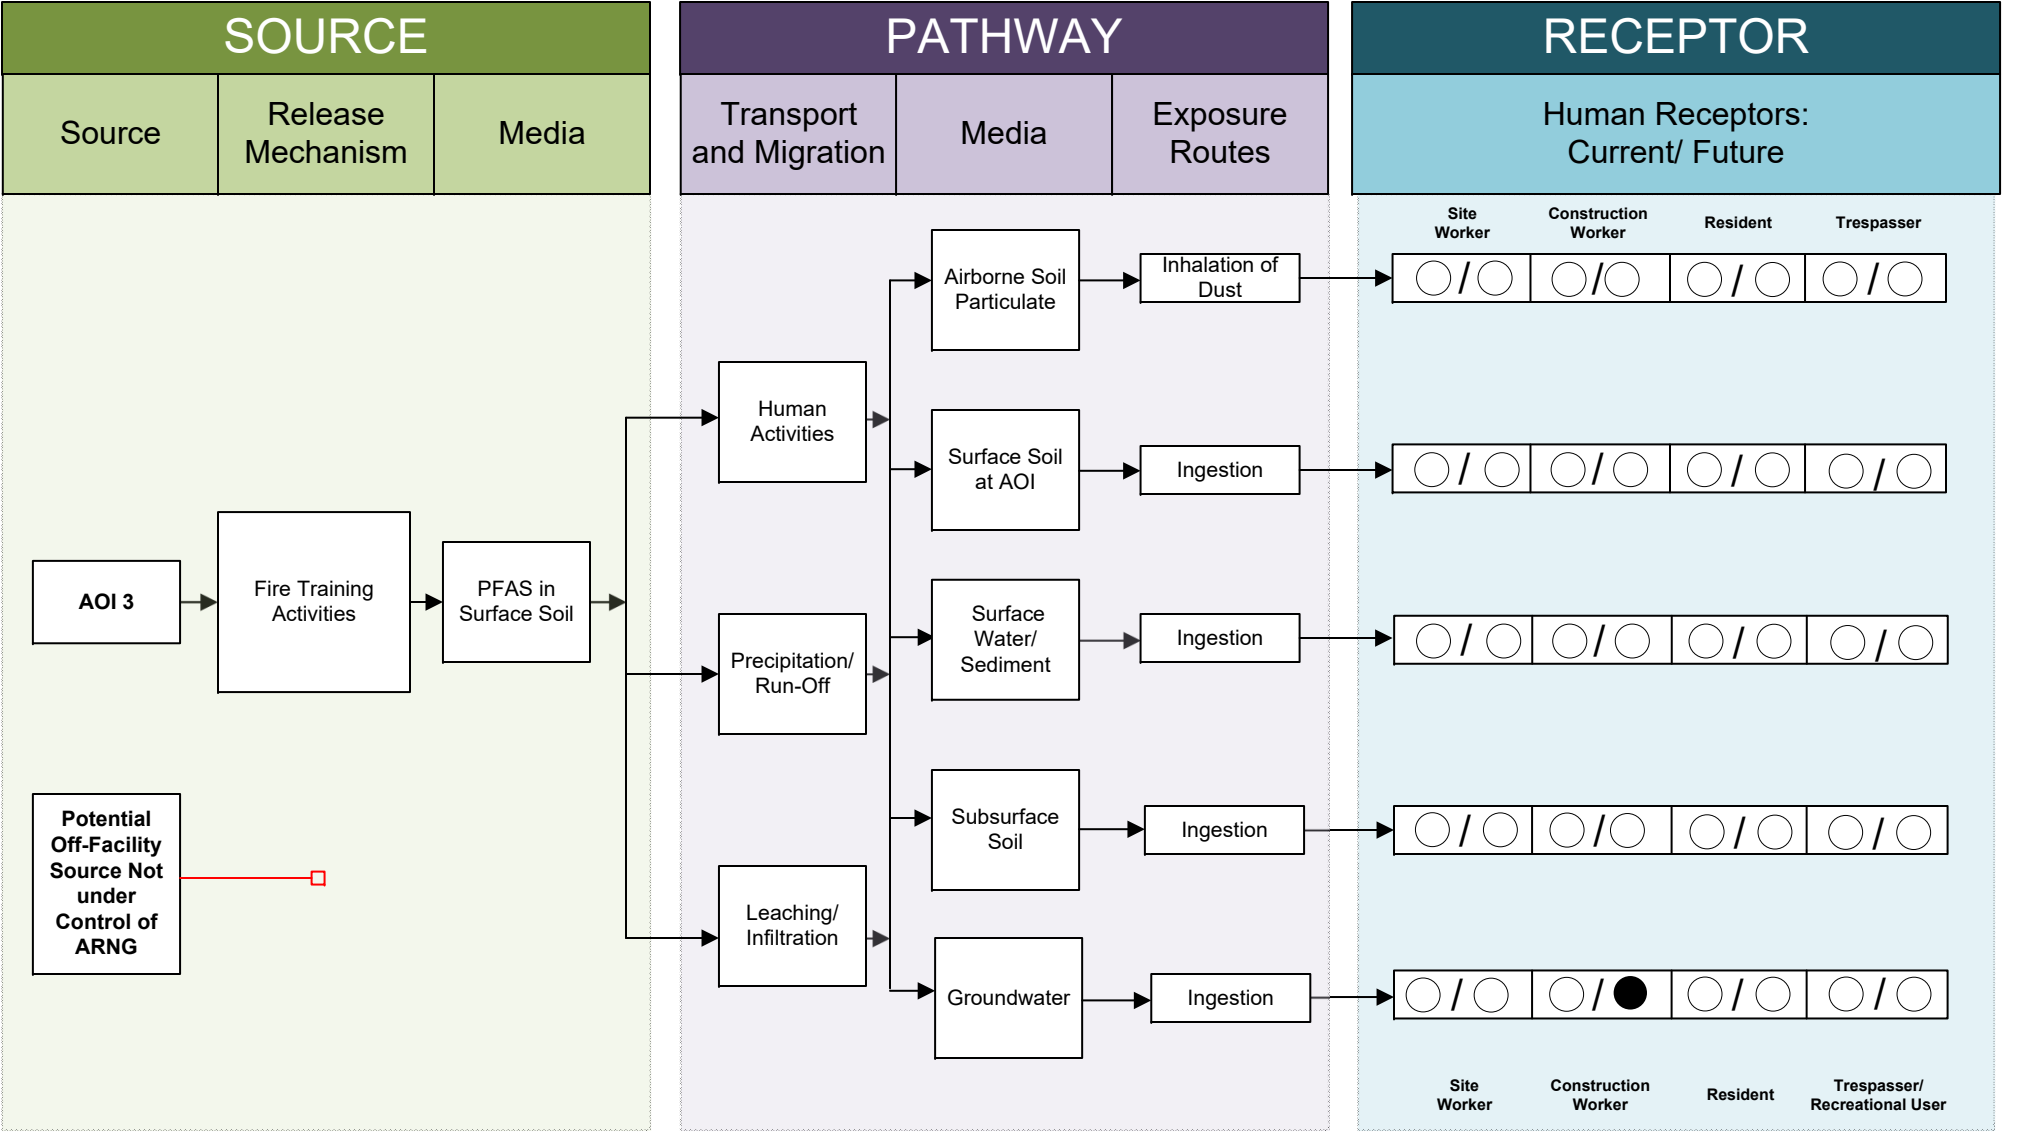 SOURCE
PATHWAY
RECEPTOR
Source
Release
Mechanism
Media
Transport
and Migration
Media
Exposure
Routes
Human Receptors:
Current/ Future
Site
Worker
Construction
Worker
Resident
Trespasser
Airborne Soil
Particulate
Inhalation of
Dust
/
/
/
/
Human
Activities
Surface Soil
at AOI
Ingestion
/
/
/
/
AOI 3
Fire Training
Activities
PFAS in
Surface Soil
Precipitation/
Run-Off
Surface
Water/
Sediment
Ingestion
/
/
/
/
Potential
Off-Facility
Source Not
under
Control of
ARNG
Subsurface
Soil
Ingestion
/
/
/
/
Leaching/
Infiltration
Groundwater
Ingestion
/
/
/
/
Site
Worker
Construction
Worker
Resident
Trespasser/
Recreational User